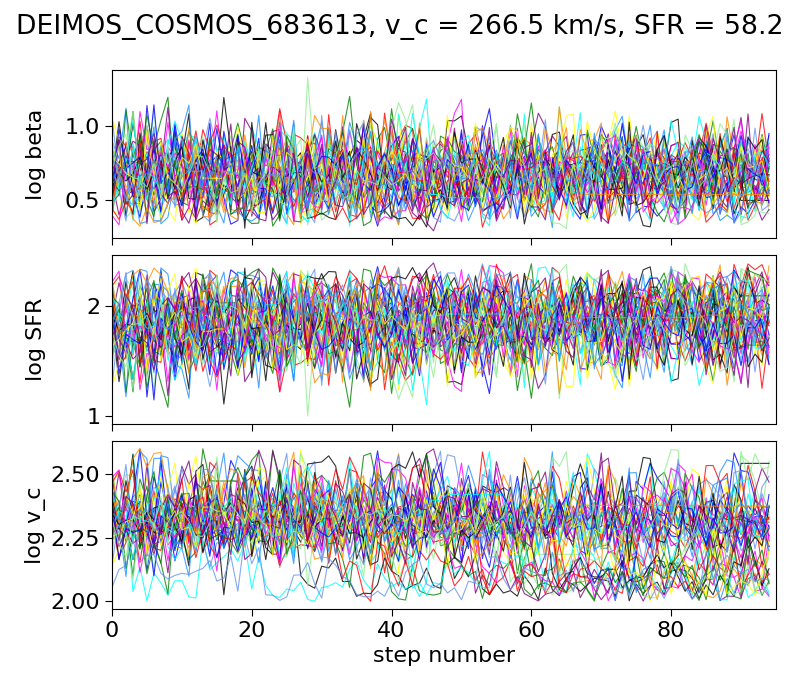 DEIMOS_COSMOS_683613, v_c = 266.5 km/s, SFR = 58.2
1.0
0.5
log beta
2
1
log SFR
2.50
2.25
2.00
log v_c
0 20 40 60 80
step number